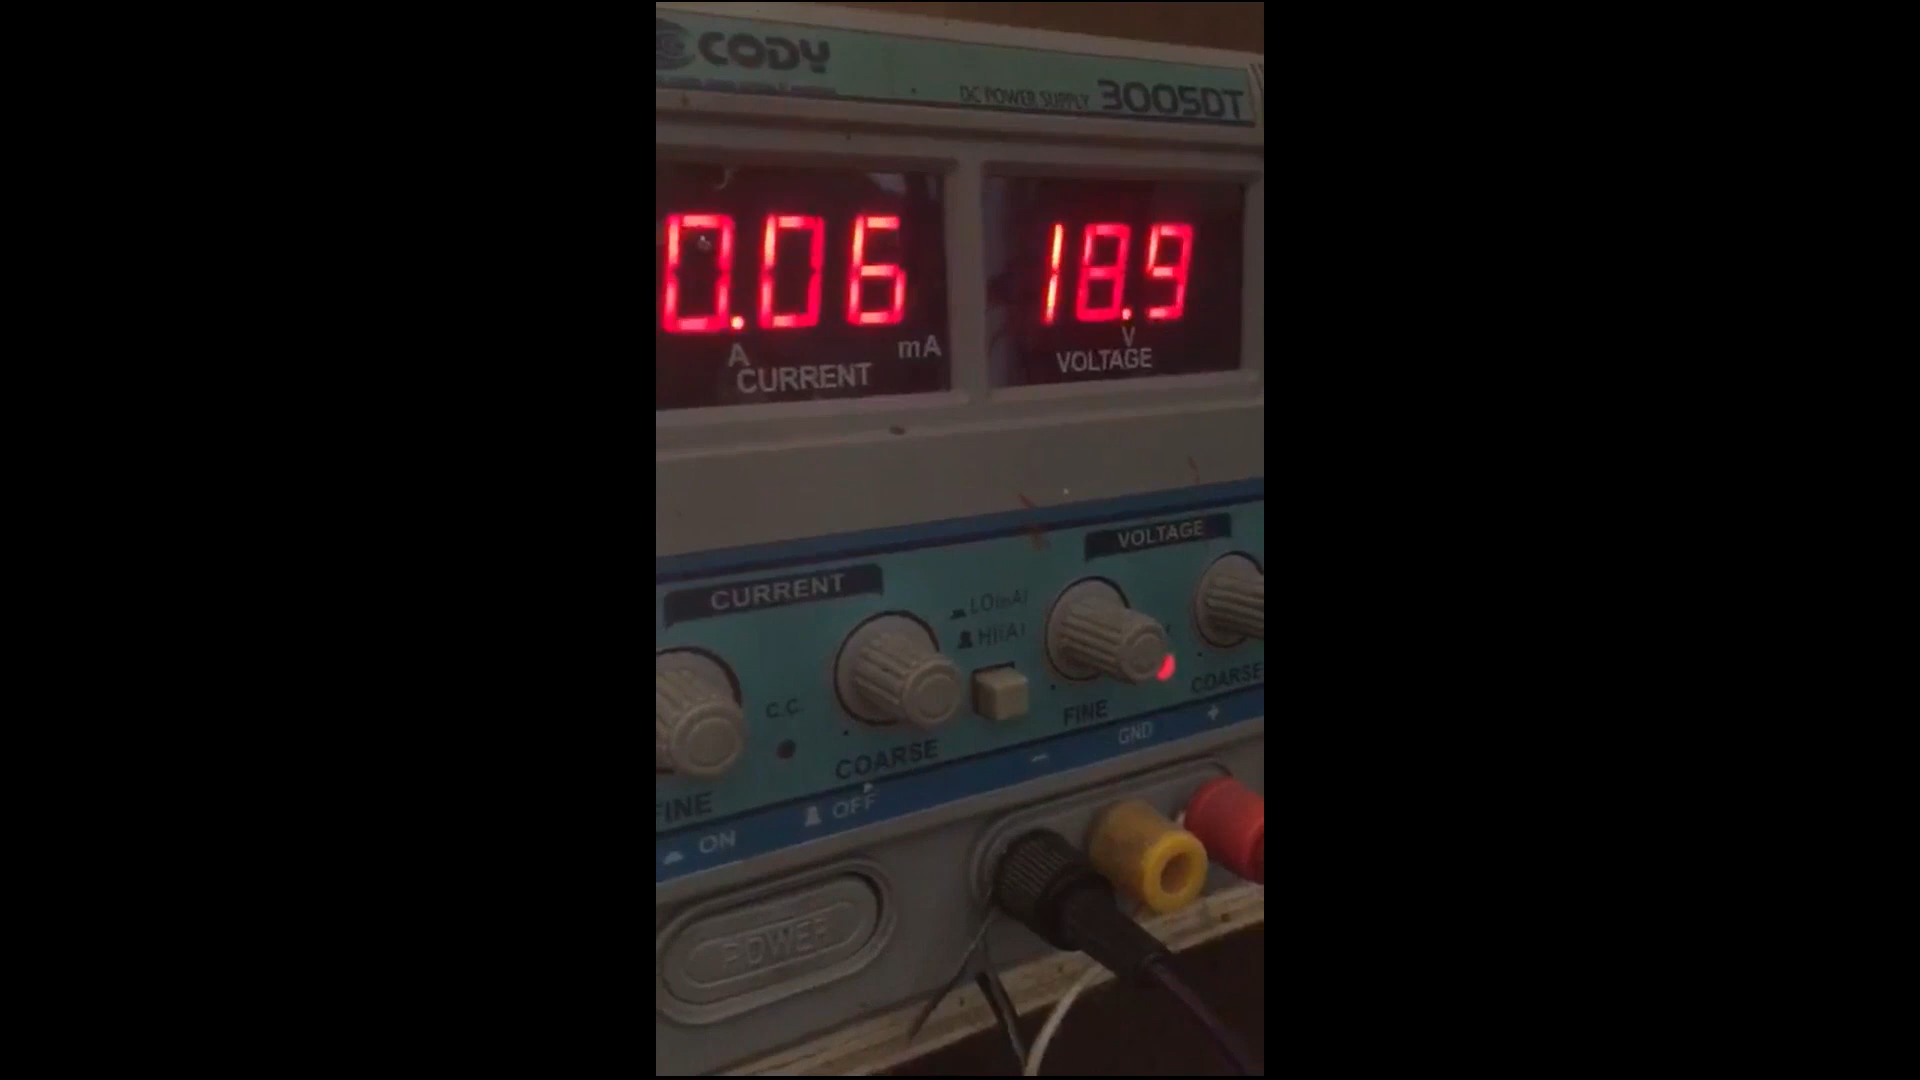 CODY
DC POWER SUPPLY 3005DT
0.06
18.9
A
mA
CURRENT
V
VOLTAGE
VOLTAGE
CURRENT
LO(mA)
HI(A)
C.C.
FINE
COARSE
FINE
COARSE
GND
+
−
ON
OFF
POWER